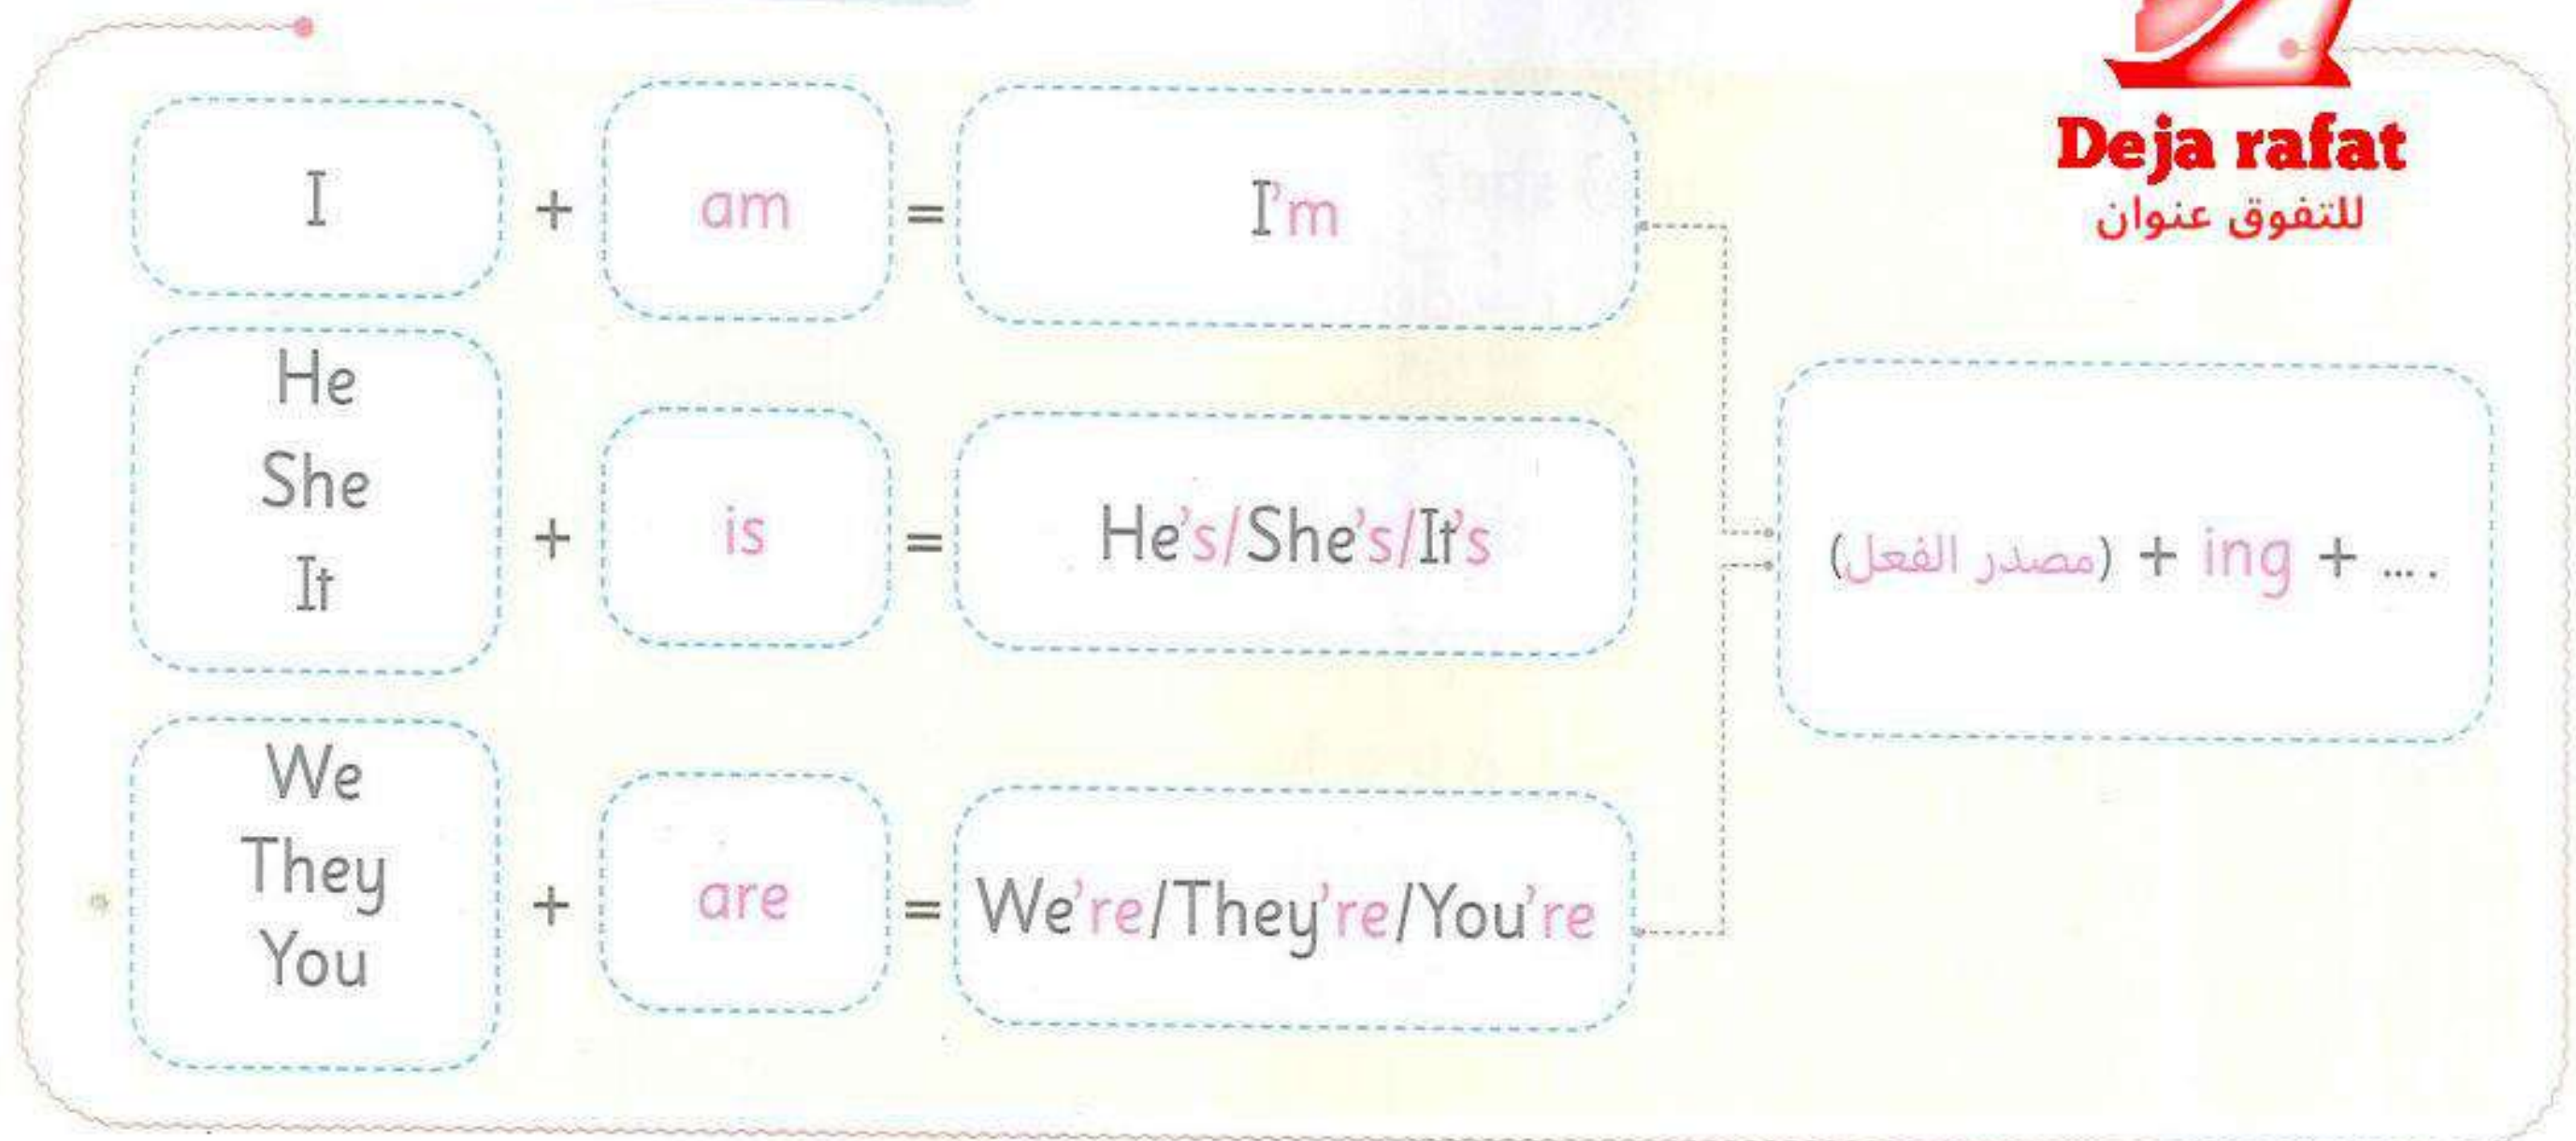 Deja rafat
للتفوق عنوان
I + am = I'm
He
She
It
+ is = He's/She's/It's
(مصدر الفعل) + ing + ... .
We
They
You
+ are = We're/They're/You're